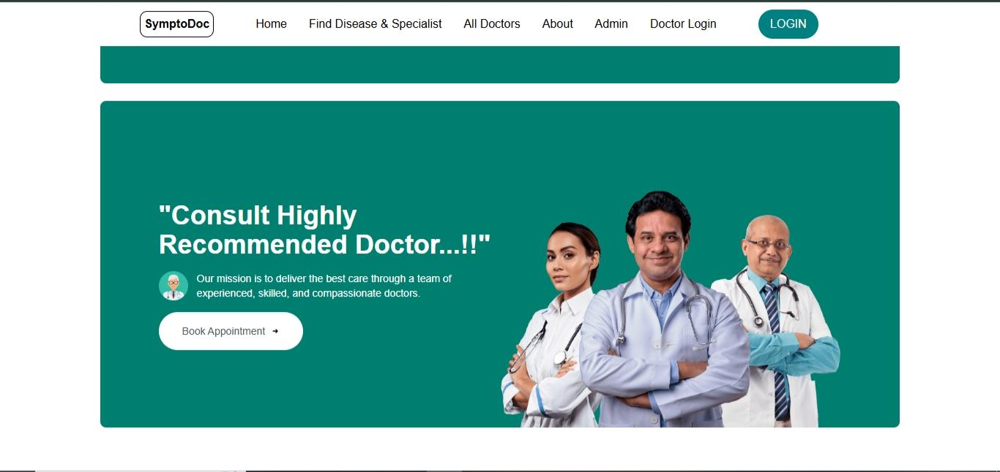 SymptoDoc Home Find Disease & Specialist All Doctors About Admin Doctor Login LOGIN
"Consult Highly
Recommended Doctor...!!"
Our mission is to deliver the best care through a team of
experienced, skilled, and compassionate doctors.
Book Appointment ➜